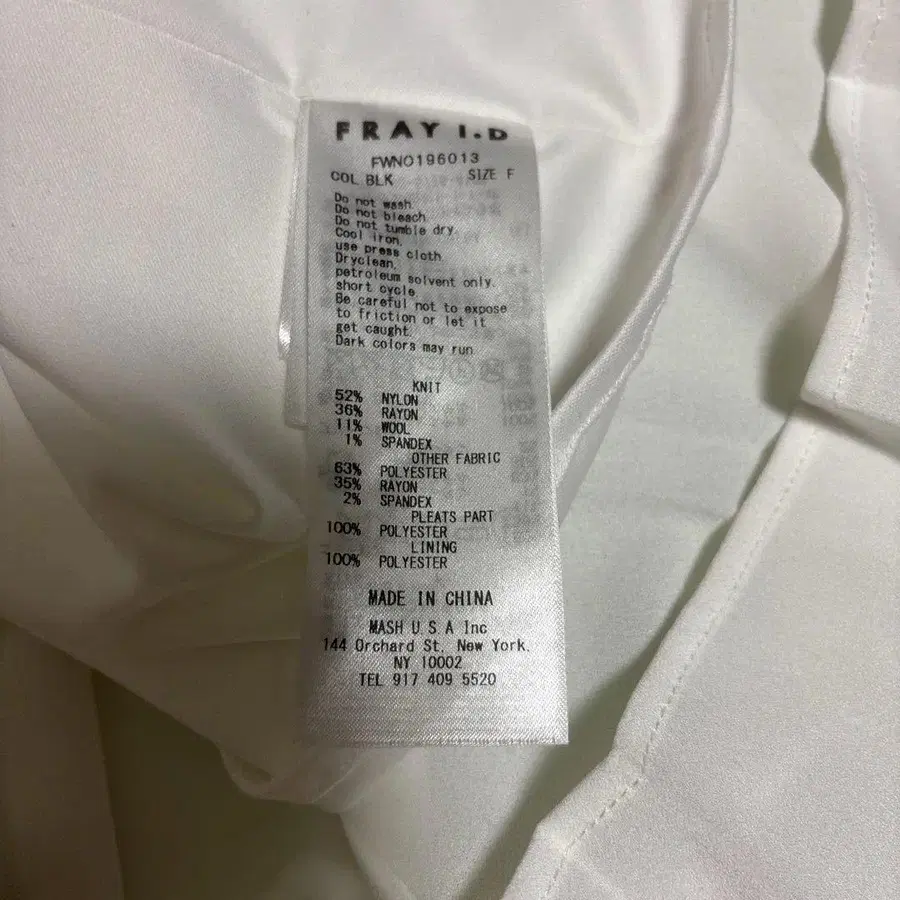 FRAY I.D
FWNO196013
COL BLK SIZE F
Do not wash.
Do not bleach.
Do not tumble dry.
Cool iron,
use press cloth.
Dryclean,
petroleum solvent only.
short cycle.
Be careful not to expose
to friction or let it
get caught.
Dark colors may run.
KNIT
52% NYLON
36% RAYON
11% WOOL
1% SPANDEX
OTHER FABRIC
63% POLYESTER
35% RAYON
2% SPANDEX
PLEATS PART
100% POLYESTER
LINING
100% POLYESTER
MADE IN CHINA
MASH U S A Inc
144 Orchard St, New York,
NY 10002
TEL 917 409 5520